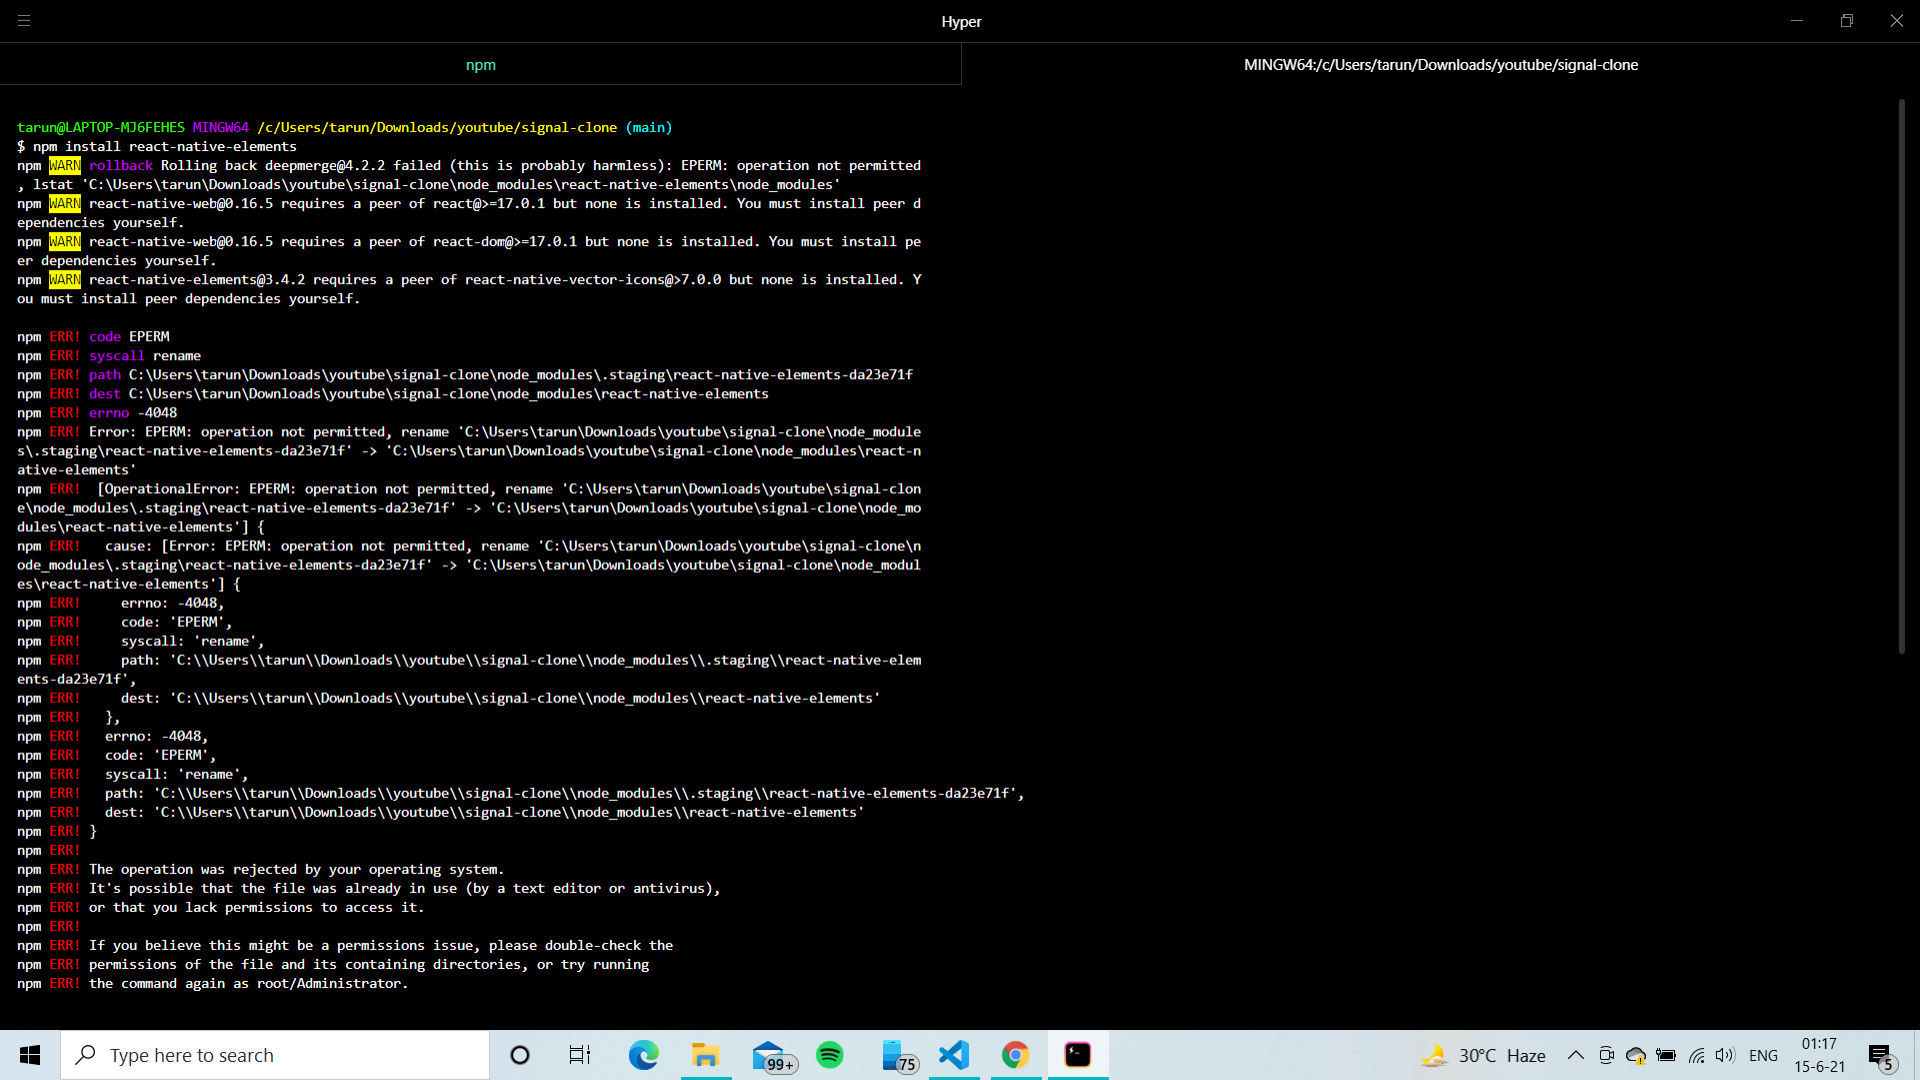 Hyper
npm
MINGW64:/c/Users/tarun/Downloads/youtube/signal-clone
tarun@LAPTOP-MJ6FEHES MINGW64 /c/Users/tarun/Downloads/youtube/signal-clone (main)
$ npm install react-native-elements
npm WARN rollback Rolling back deepmerge@4.2.2 failed (this is probably harmless): EPERM: operation not permitted
, lstat 'C:\Users\tarun\Downloads\youtube\signal-clone\node_modules\react-native-elements\node_modules'
npm WARN react-native-web@0.16.5 requires a peer of react@>=17.0.1 but none is installed. You must install peer d
ependencies yourself.
npm WARN react-native-web@0.16.5 requires a peer of react-dom@>=17.0.1 but none is installed. You must install pe
er dependencies yourself.
npm WARN react-native-elements@3.4.2 requires a peer of react-native-vector-icons@>7.0.0 but none is installed. Y
ou must install peer dependencies yourself.
npm ERR! code EPERM
npm ERR! syscall rename
npm ERR! path C:\Users\tarun\Downloads\youtube\signal-clone\node_modules\.staging\react-native-elements-da23e71f
npm ERR! dest C:\Users\tarun\Downloads\youtube\signal-clone\node_modules\react-native-elements
npm ERR! errno -4048
npm ERR! Error: EPERM: operation not permitted, rename 'C:\Users\tarun\Downloads\youtube\signal-clone\node_module
s\.staging\react-native-elements-da23e71f' -> 'C:\Users\tarun\Downloads\youtube\signal-clone\node_modules\react-n
ative-elements'
npm ERR!  [OperationalError: EPERM: operation not permitted, rename 'C:\Users\tarun\Downloads\youtube\signal-clon
e\node_modules\.staging\react-native-elements-da23e71f' -> 'C:\Users\tarun\Downloads\youtube\signal-clone\node_mo
dules\react-native-elements'] {
npm ERR!   cause: [Error: EPERM: operation not permitted, rename 'C:\Users\tarun\Downloads\youtube\signal-clone\n
ode_modules\.staging\react-native-elements-da23e71f' -> 'C:\Users\tarun\Downloads\youtube\signal-clone\node_modul
es\react-native-elements'] {
npm ERR!     errno: -4048,
npm ERR!     code: 'EPERM',
npm ERR!     syscall: 'rename',
npm ERR!     path: 'C:\\Users\\tarun\\Downloads\\youtube\\signal-clone\\node_modules\\.staging\\react-native-elem
ents-da23e71f',
npm ERR!     dest: 'C:\\Users\\tarun\\Downloads\\youtube\\signal-clone\\node_modules\\react-native-elements'
npm ERR!   },
npm ERR!   errno: -4048,
npm ERR!   code: 'EPERM',
npm ERR!   syscall: 'rename',
npm ERR!   path: 'C:\\Users\\tarun\\Downloads\\youtube\\signal-clone\\node_modules\\.staging\\react-native-elements-da23e71f',
npm ERR!   dest: 'C:\\Users\\tarun\\Downloads\\youtube\\signal-clone\\node_modules\\react-native-elements'
npm ERR! }
npm ERR!
npm ERR! The operation was rejected by your operating system.
npm ERR! It's possible that the file was already in use (by a text editor or antivirus),
npm ERR! or that you lack permissions to access it.
npm ERR!
npm ERR! If you believe this might be a permissions issue, please double-check the
npm ERR! permissions of the file and its containing directories, or try running
npm ERR! the command again as root/Administrator.
Type here to search
99+
75
30°C Haze
ENG
01:17
15-6-21
5